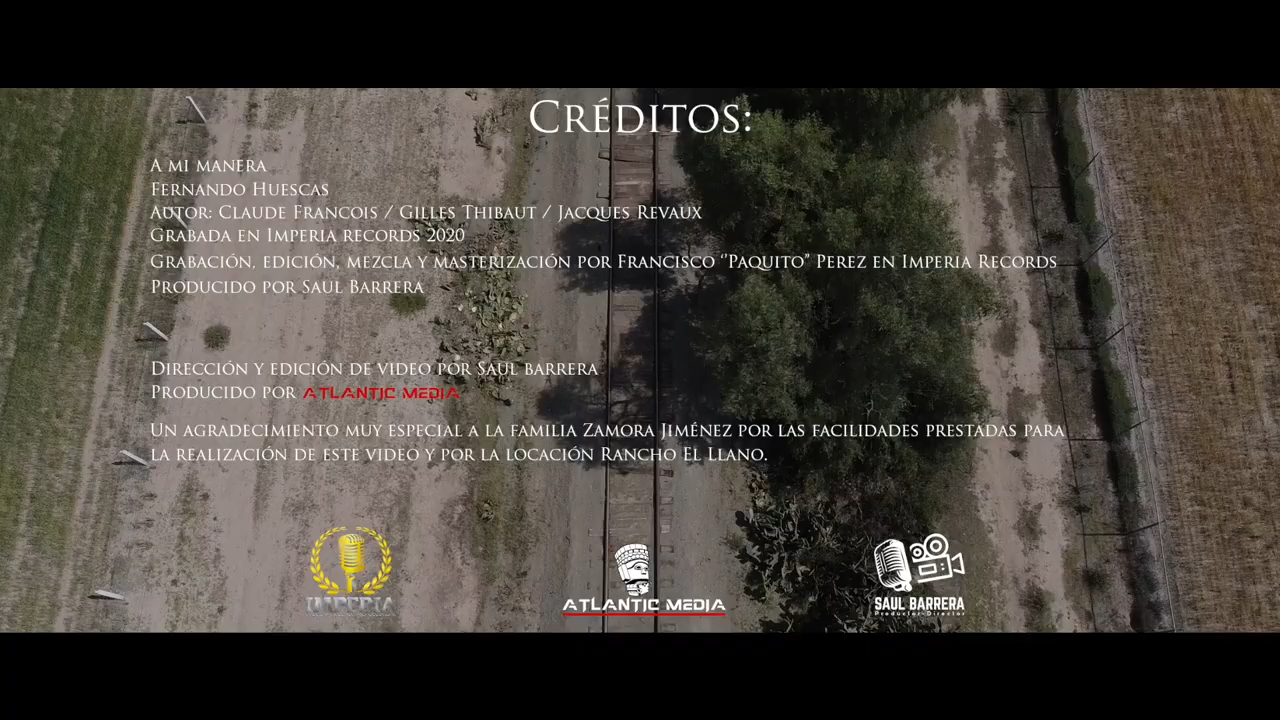 CRÉDITOS:
A MI MANERA
FERNANDO HUESCAS
AUTOR: CLAUDE FRANCOIS / GILLES THIBAUT / JACQUES REVAUX
GRABADA EN IMPERIA RECORDS 2020
GRABACIÓN, EDICIÓN, MEZCLA Y MASTERIZACIÓN POR FRANCISCO "PAQUITO" PEREZ EN IMPERIA RECORDS
PRODUCIDO POR SAUL BARRERA
DIRECCIÓN Y EDICIÓN DE VIDEO POR SAUL BARRERA
PRODUCIDO POR ATLANTIC MEDIA
UN AGRADECIMIENTO MUY ESPECIAL A LA FAMILIA ZAMORA JIMÉNEZ POR LAS FACILIDADES PRESTADAS PARA
LA REALIZACIÓN DE ESTE VIDEO Y POR LA LOCACIÓN RANCHO EL LLANO.
IMPERIA
ATLANTIC MEDIA
SAUL BARRERA
Productor-Director